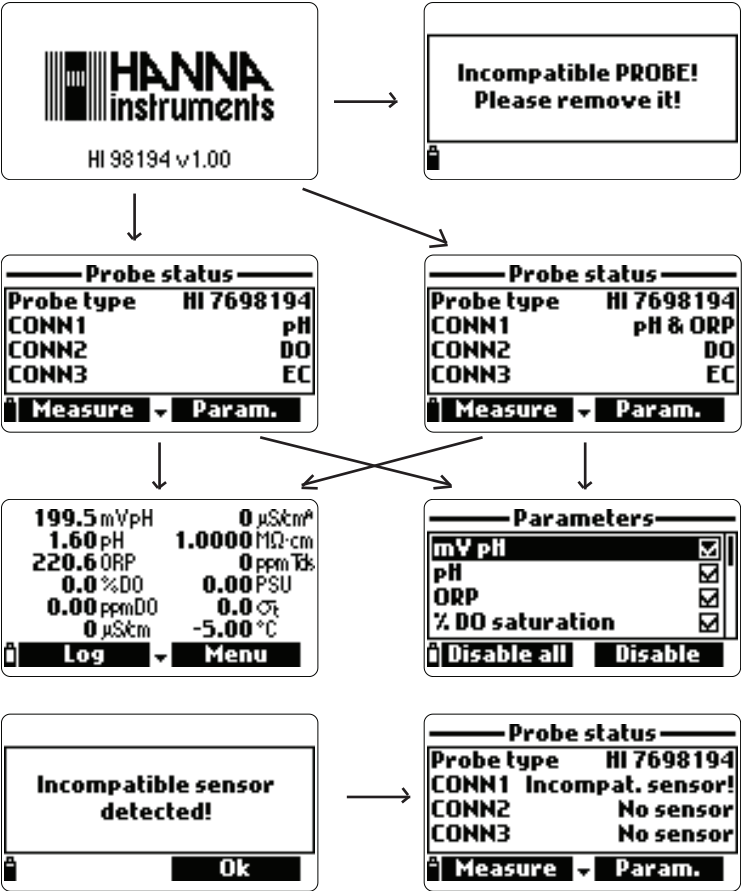 HANNA
instruments
HI 98194 v1.00
Incompatible PROBE!
Please remove it!
Probe status
Probe type HI 7698194
CONN1 pH
CONN2 DO
CONN3 EC
Measure Param.
Probe status
Probe type HI 7698194
CONN1 pH & ORP
CONN2 DO
CONN3 EC
Measure Param.
199.5 mVpH 0 µS/cmᴬ
1.60 pH 1.0000 MΩ·cm
220.6 ORP 0 ppm Tds
0.0 %DO 0.00 PSU
0.00 ppmDO 0.0 σt
0 µS/cm -5.00 °C
Log Menu
Parameters
mV pH
pH
ORP
% DO saturation
Disable all Disable
Incompatible sensor
detected!
Ok
Probe status
Probe type HI 7698194
CONN1 Incompat. sensor!
CONN2 No sensor
CONN3 No sensor
Measure Param.